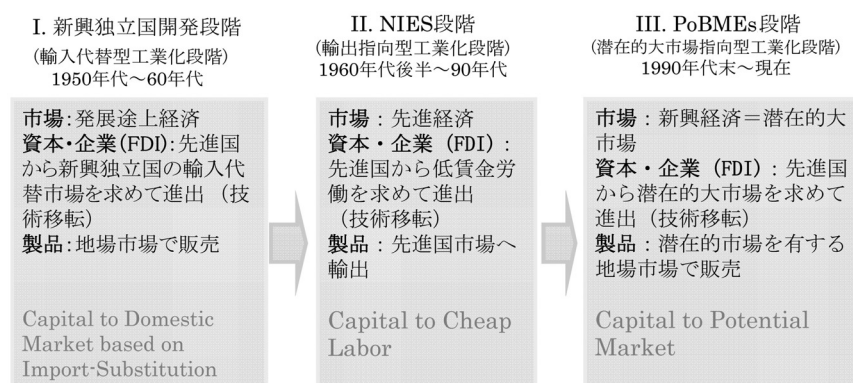 I. 新興独立国開発段階
(輸入代替型工業化段階)
1950年代～60年代
市場:発展途上経済
資本・企業(FDI):先進国
から新興独立国の輸入代
替市場を求めて進出（技
術移転)
製品:地場市場で販売
Capital to Domestic
Market based on
Import-Substitution
II. NIES段階
(輸出指向型工業化段階)
1960年代後半～90年代
市場：先進経済
資本・企業（FDI）：
先進国から低賃金労
働を求めて進出
（技術移転）
製品：先進国市場へ
輸出
Capital to Cheap
Labor
III. PoBMEs段階
(潜在的大市場指向型工業化段階)
1990年代末～現在
市場：新興経済＝潜在的大
市場
資本・企業（FDI）：先進国
から潜在的大市場を求めて
進出（技術移転）
製品：潜在的市場を有する
地場市場で販売
Capital to Potential
Market